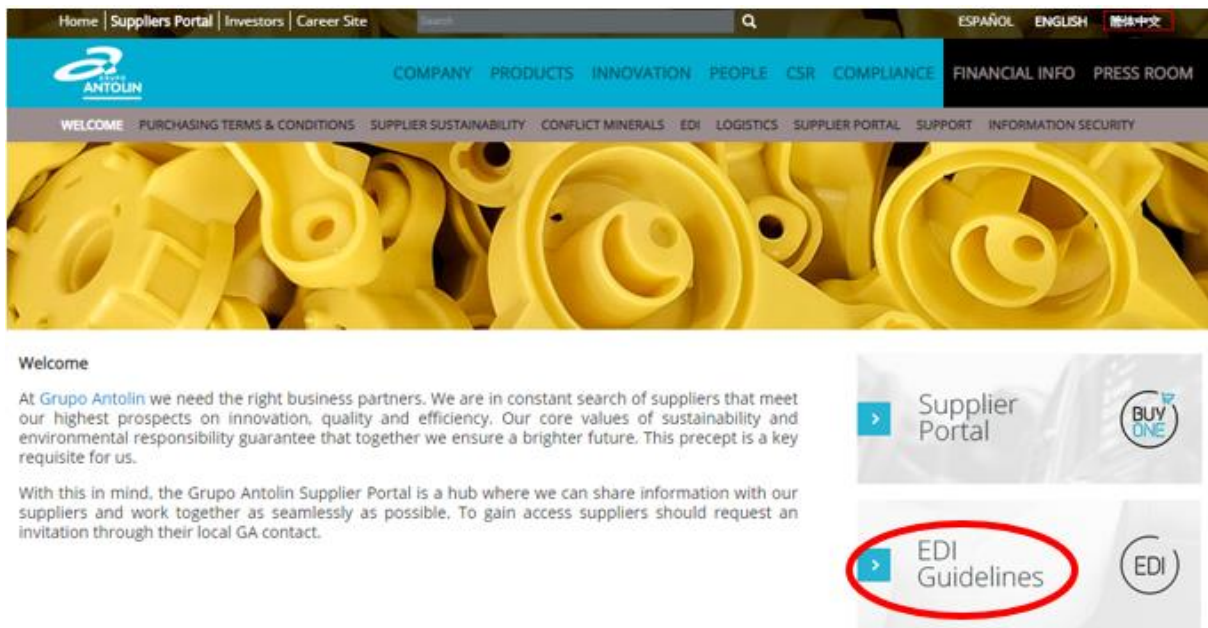 Home | Suppliers Portal | Investors | Career Site
Search
ESPAÑOL ENGLISH 简体中文
GRUPO
ANTOLIN
COMPANY PRODUCTS INNOVATION PEOPLE CSR COMPLIANCE FINANCIAL INFO PRESS ROOM
WELCOME PURCHASING TERMS & CONDITIONS SUPPLIER SUSTAINABILITY CONFLICT MINERALS EDI LOGISTICS SUPPLIER PORTAL SUPPORT INFORMATION SECURITY
Welcome
At Grupo Antolin we need the right business partners. We are in constant search of suppliers that meet
our highest prospects on innovation, quality and efficiency. Our core values of sustainability and
environmental responsibility guarantee that together we ensure a brighter future. This precept is a key
requisite for us.
With this in mind, the Grupo Antolin Supplier Portal is a hub where we can share information with our
suppliers and work together as seamlessly as possible. To gain access suppliers should request an
invitation through their local GA contact.
Supplier
Portal
BUY
ONE
EDI
Guidelines
EDI